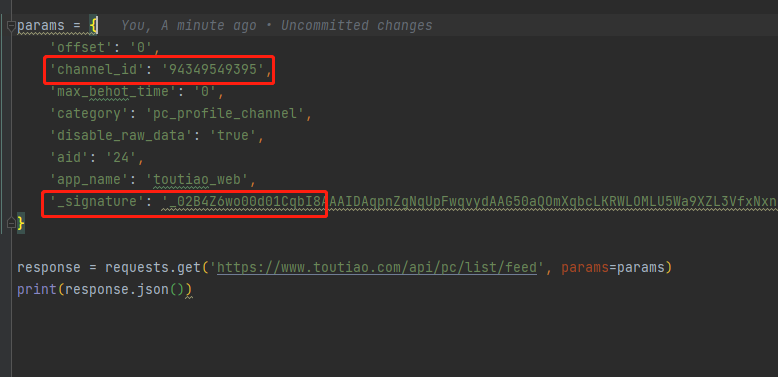 params = {    You, A minute ago • Uncommitted changes
    'offset': '0',
    'channel_id': '94349549395',
    'max_behot_time': '0',
    'category': 'pc_profile_channel',
    'disable_raw_data': 'true',
    'aid': '24',
    'app_name': 'toutiao_web',
    '_signature': '_02B4Z6wo00d01CqbI8AAAIDAqpnZgNqUpFwqvydAAG50aQOmXqbcLKRWLOMLU5Wa9XZL3VfxNxn
}
response = requests.get('https://www.toutiao.com/api/pc/list/feed', params=params)
print(response.json())